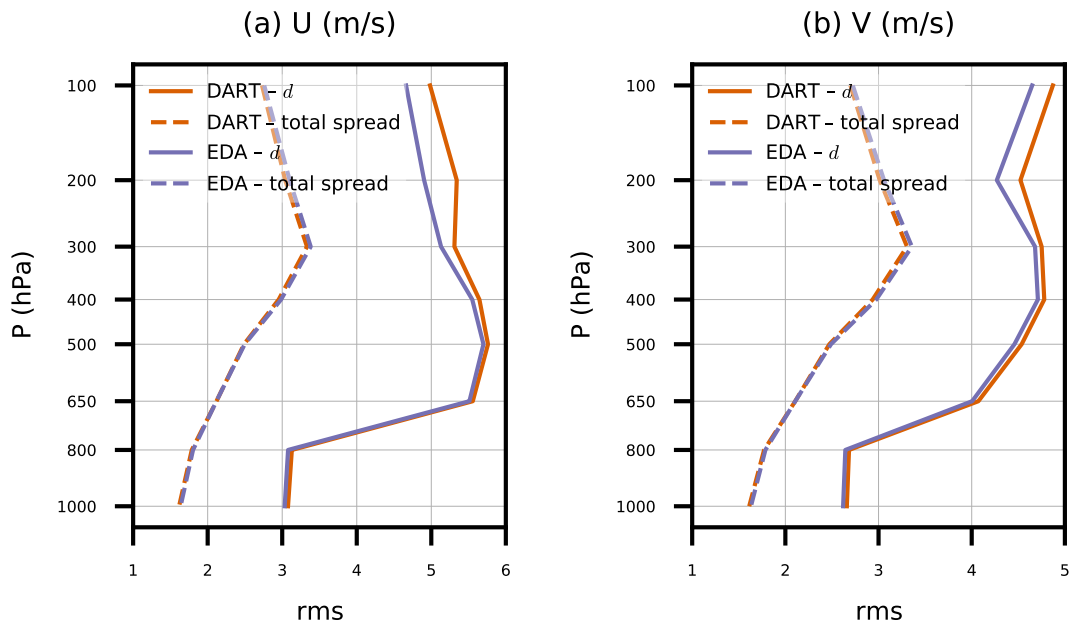 (a) U (m/s)
P (hPa)
100
200
300
400
500
650
800
1000
DART – d
DART – total spread
EDA – d
EDA – total spread
1 2 3 4 5 6
rms
(b) V (m/s)
P (hPa)
100
200
300
400
500
650
800
1000
DART – d
DART – total spread
EDA – d
EDA – total spread
1 2 3 4 5
rms